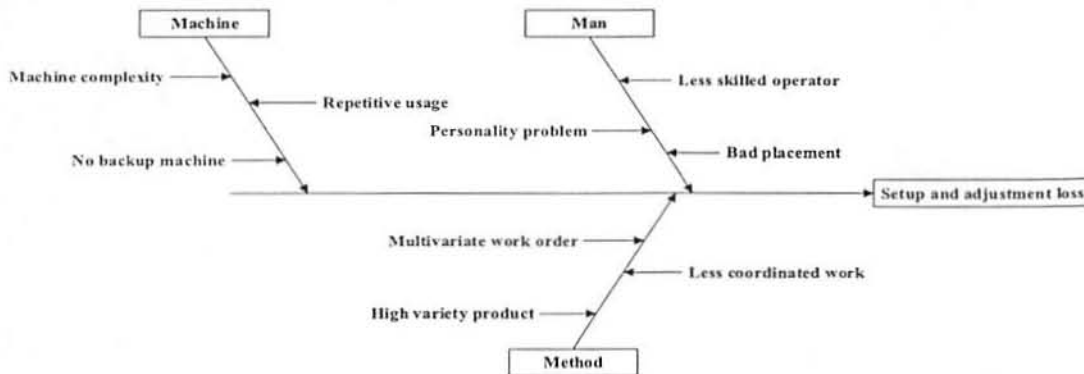 Machine
Man
Machine complexity
Less skilled operator
Repetitive usage
Personality problem
No backup machine
Bad placement
Setup and adjustment loss
Multivariate work order
Less coordinated work
High variety product
Method